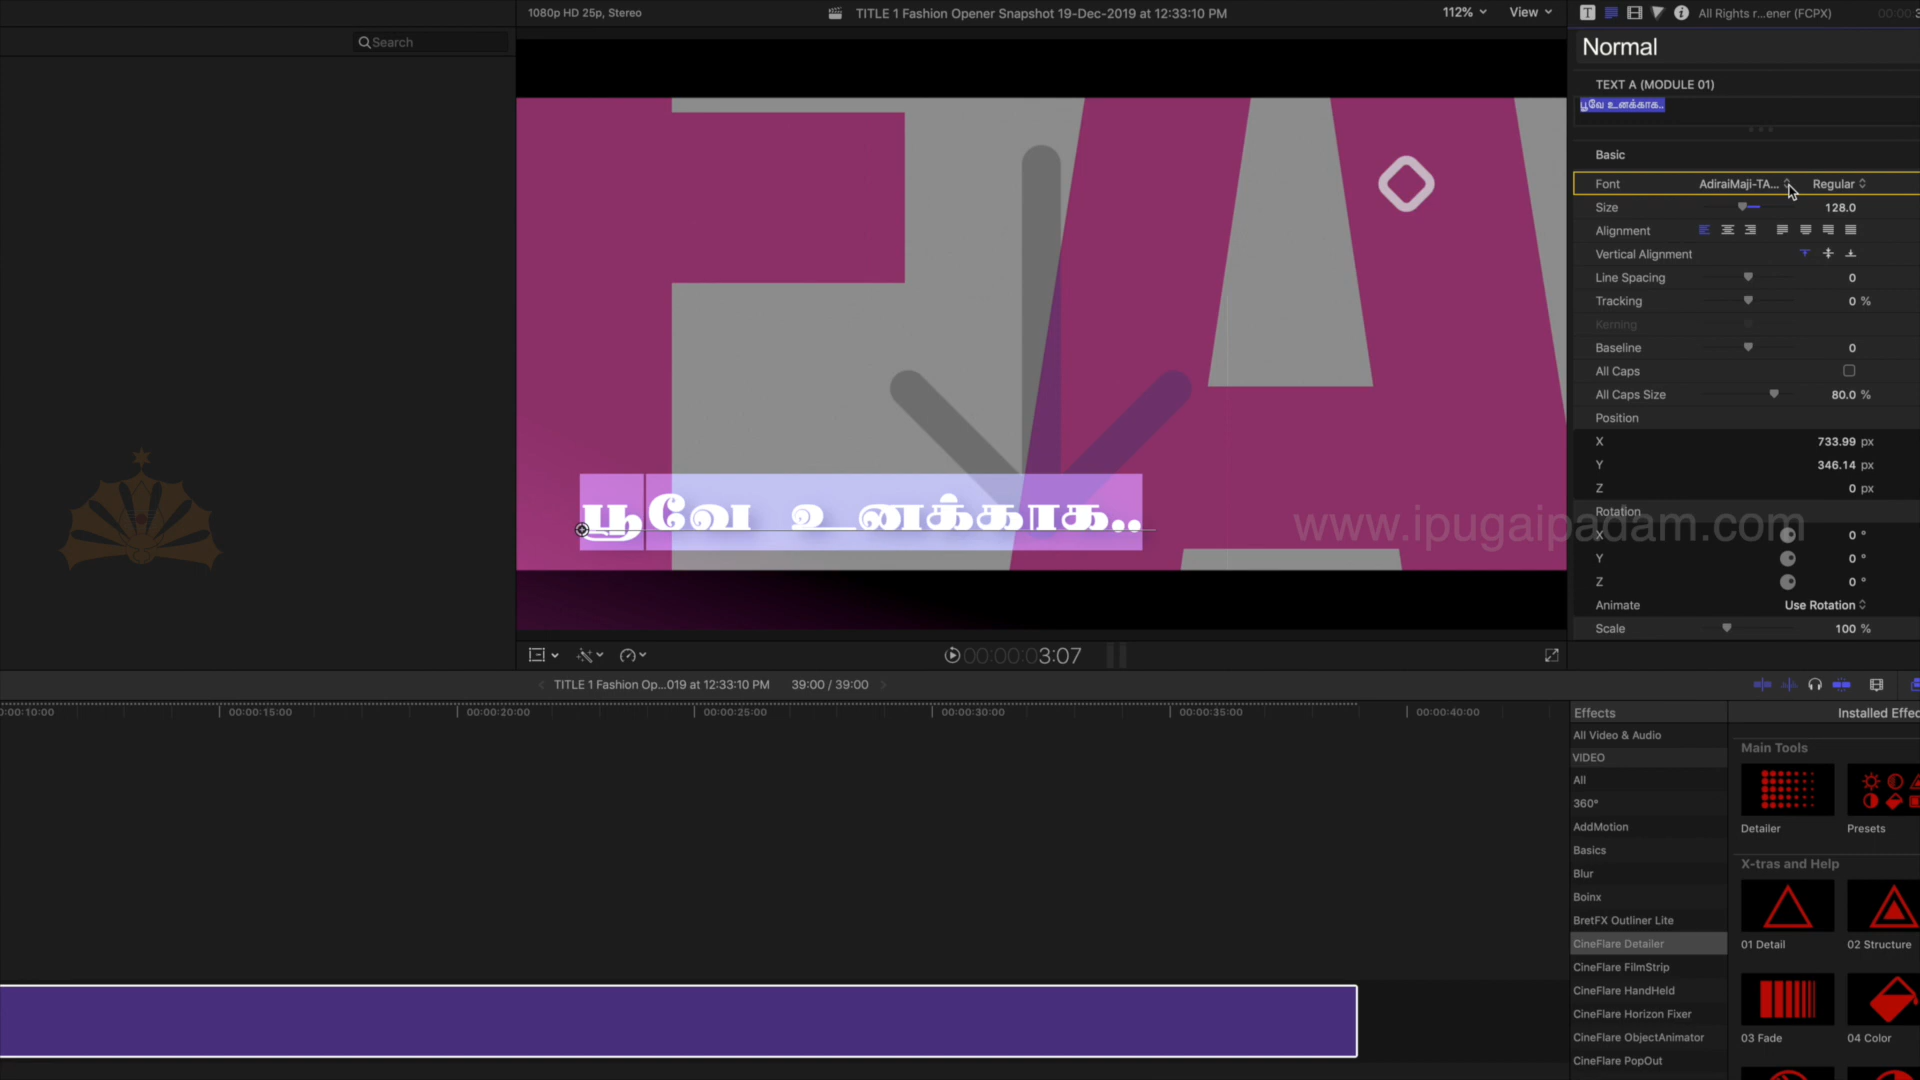 1080p HD 25p, Stereo
TITLE 1 Fashion Opener Snapshot 19-Dec-2019 at 12:33:10 PM
112%
View
All Rights r...ener (FCPX)
Search
Normal
TEXT A (MODULE 01)
பூவே உனக்காக..
Basic
Font AdiraiMaji-TA... Regular
Size 128.0
Alignment
Vertical Alignment
Line Spacing 0
Tracking 0 %
Kerning
Baseline 0
All Caps
All Caps Size 80.0 %
Position
X 733.99 px
Y 346.14 px
Z 0 px
Rotation
X 0 °
Y 0 °
Z 0 °
Animate Use Rotation
Scale 100 %
பூவே உனக்காக..
www.ipugaipadam.com
00:00:03:07
TITLE 1 Fashion Op...019 at 12:33:10 PM
39:00 / 39:00
0:00:10:00
00:00:15:00
00:00:20:00
00:00:25:00
00:00:30:00
00:00:35:00
00:00:40:00
Effects
Installed Effec
All Video & Audio
VIDEO
All
360°
AddMotion
Basics
Blur
Boinx
BretFX Outliner Lite
CineFlare Detailer
CineFlare FilmStrip
CineFlare HandHeld
CineFlare Horizon Fixer
CineFlare ObjectAnimator
CineFlare PopOut
Main Tools
Detailer
Presets
X-tras and Help
01 Detail
02 Structure
03 Fade
04 Color